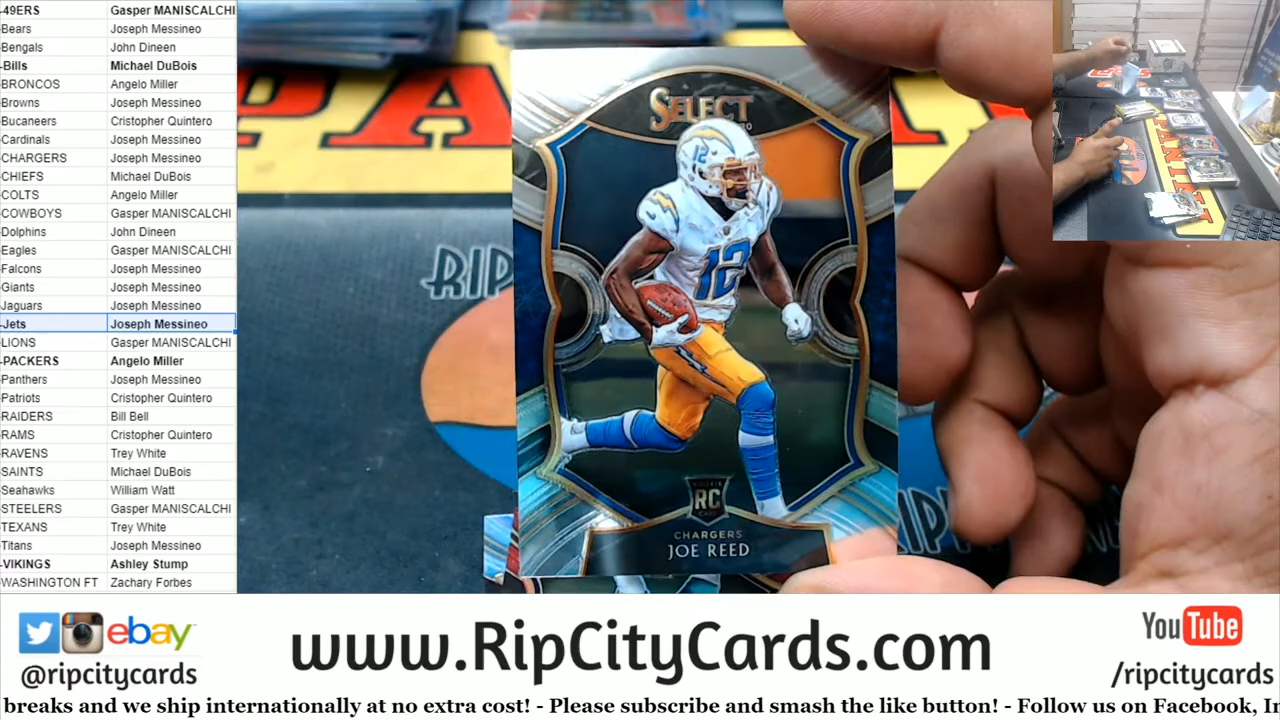 -49ERS Gasper MANISCALCHI
Bears Joseph Messineo
Bengals John Dineen
-Bills Michael DuBois
BRONCOS Angelo Miller
Browns Joseph Messineo
Bucaneers Cristopher Quintero
Cardinals Joseph Messineo
CHARGERS Joseph Messineo
CHIEFS Michael DuBois
COLTS Angelo Miller
COWBOYS Gasper MANISCALCHI
Dolphins John Dineen
Eagles Gasper MANISCALCHI
Falcons Joseph Messineo
Giants Joseph Messineo
Jaguars Joseph Messineo
-Jets Joseph Messineo
LIONS Gasper MANISCALCHI
-PACKERS Angelo Miller
Panthers Joseph Messineo
Patriots Cristopher Quintero
RAIDERS Bill Bell
RAMS Cristopher Quintero
RAVENS Trey White
SAINTS Michael DuBois
Seahawks William Watt
STEELERS Gasper MANISCALCHI
TEXANS Trey White
Titans Joseph Messineo
-VIKINGS Ashley Stump
WASHINGTON FT Zachary Forbes
PA
RIP
SELECT
12
12
ROOKIE
RC
CHARGERS
JOE REED
PANINI
ebay
@ripcitycards
www.RipCityCards.com
YouTube
/ripcitycards
breaks and we ship internationally at no extra cost! - Please subscribe and smash the like button! - Follow us on Facebook, In